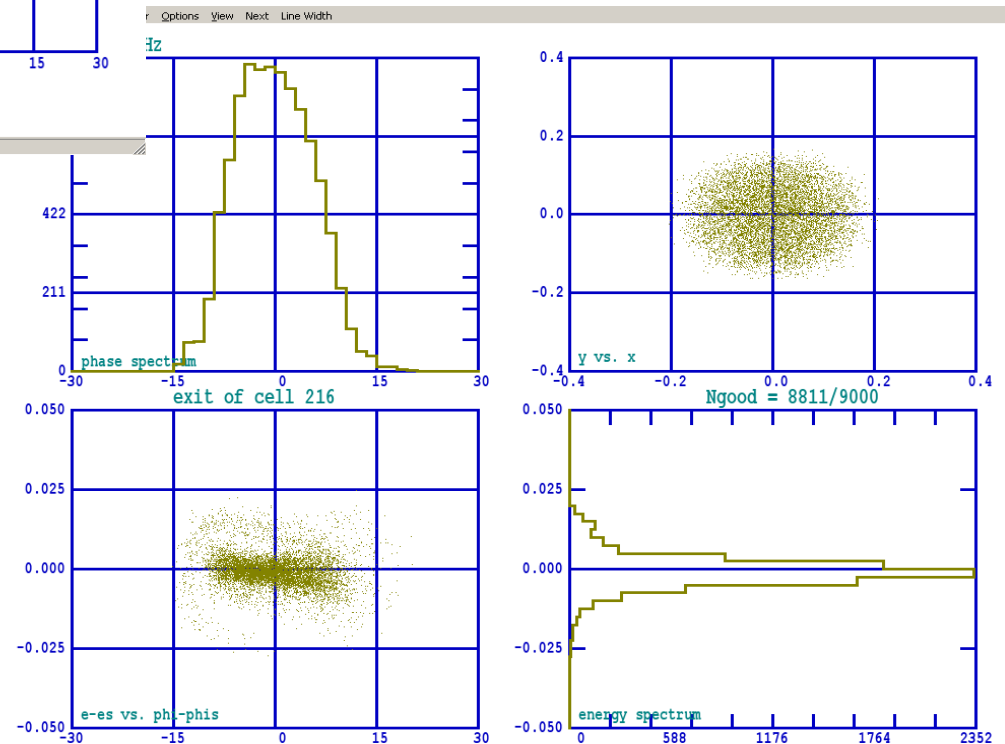 15 30
Options View Next Line Width
Hz
422
211
0
phase spectrum
-30 -15 0 15 30
0.4
0.2
0.0
-0.2
-0.4
y vs. x
-0.4 -0.2 0.0 0.2 0.4
exit of cell 216
Ngood = 8811/9000
0.050
0.025
0.000
-0.025
-0.050
e-es vs. phi-phis
-30 -15 0 15 30
0.050
0.025
0.000
-0.025
-0.050
energy spectrum
0 588 1176 1764 2352